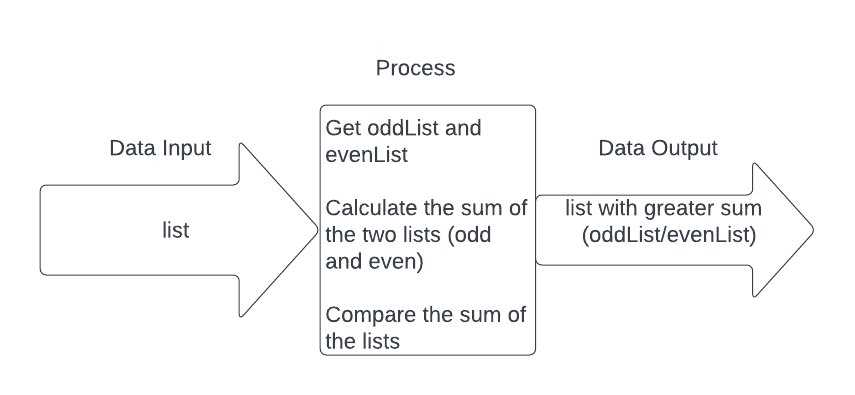 Process
Data Input
list
Get oddList and
evenList
Calculate the sum of
the two lists (odd
and even)
Compare the sum of
the lists
Data Output
list with greater sum
(oddList/evenList)